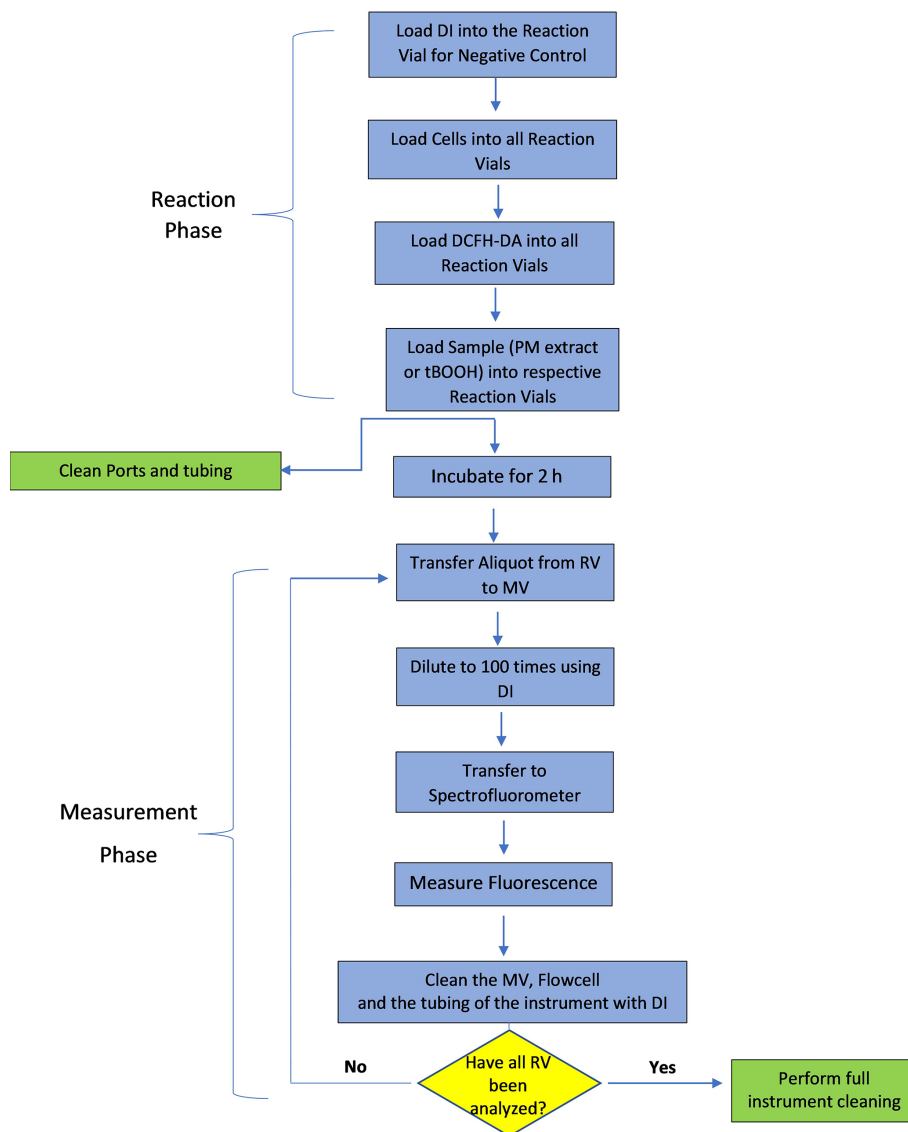 Load DI into the Reaction
Vial for Negative Control
Load Cells into all Reaction
Vials
Reaction
Phase
Load DCFH-DA into all
Reaction Vials
Load Sample (PM extract
or tBOOH) into respective
Reaction Vials
Clean Ports and tubing
Incubate for 2 h
Transfer Aliquot from RV
to MV
Dilute to 100 times using
DI
Transfer to
Spectrofluorometer
Measurement
Phase
Measure Fluorescence
Clean the MV, Flowcell
and the tubing of the instrument with DI
No
Have all RV
been
analyzed?
Yes
Perform full
instrument cleaning